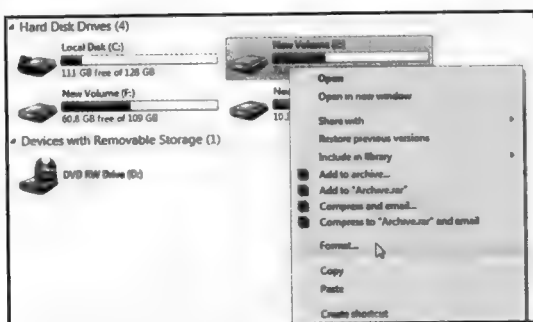 Hard Disk Drives (4)
Local Disk (C:)
111 GB free of 128 GB
New Volume (E:)
New Volume (F:)
60.8 GB free of 109 GB
Devices with Removable Storage (1)
DVD RW Drive (D:)
Open
Open in new window
Share with
Restore previous versions
Include in library
Add to archive...
Add to "Archive.rar"
Compress and email...
Compress to "Archive.rar" and email
Format...
Copy
Paste
Create shortcut